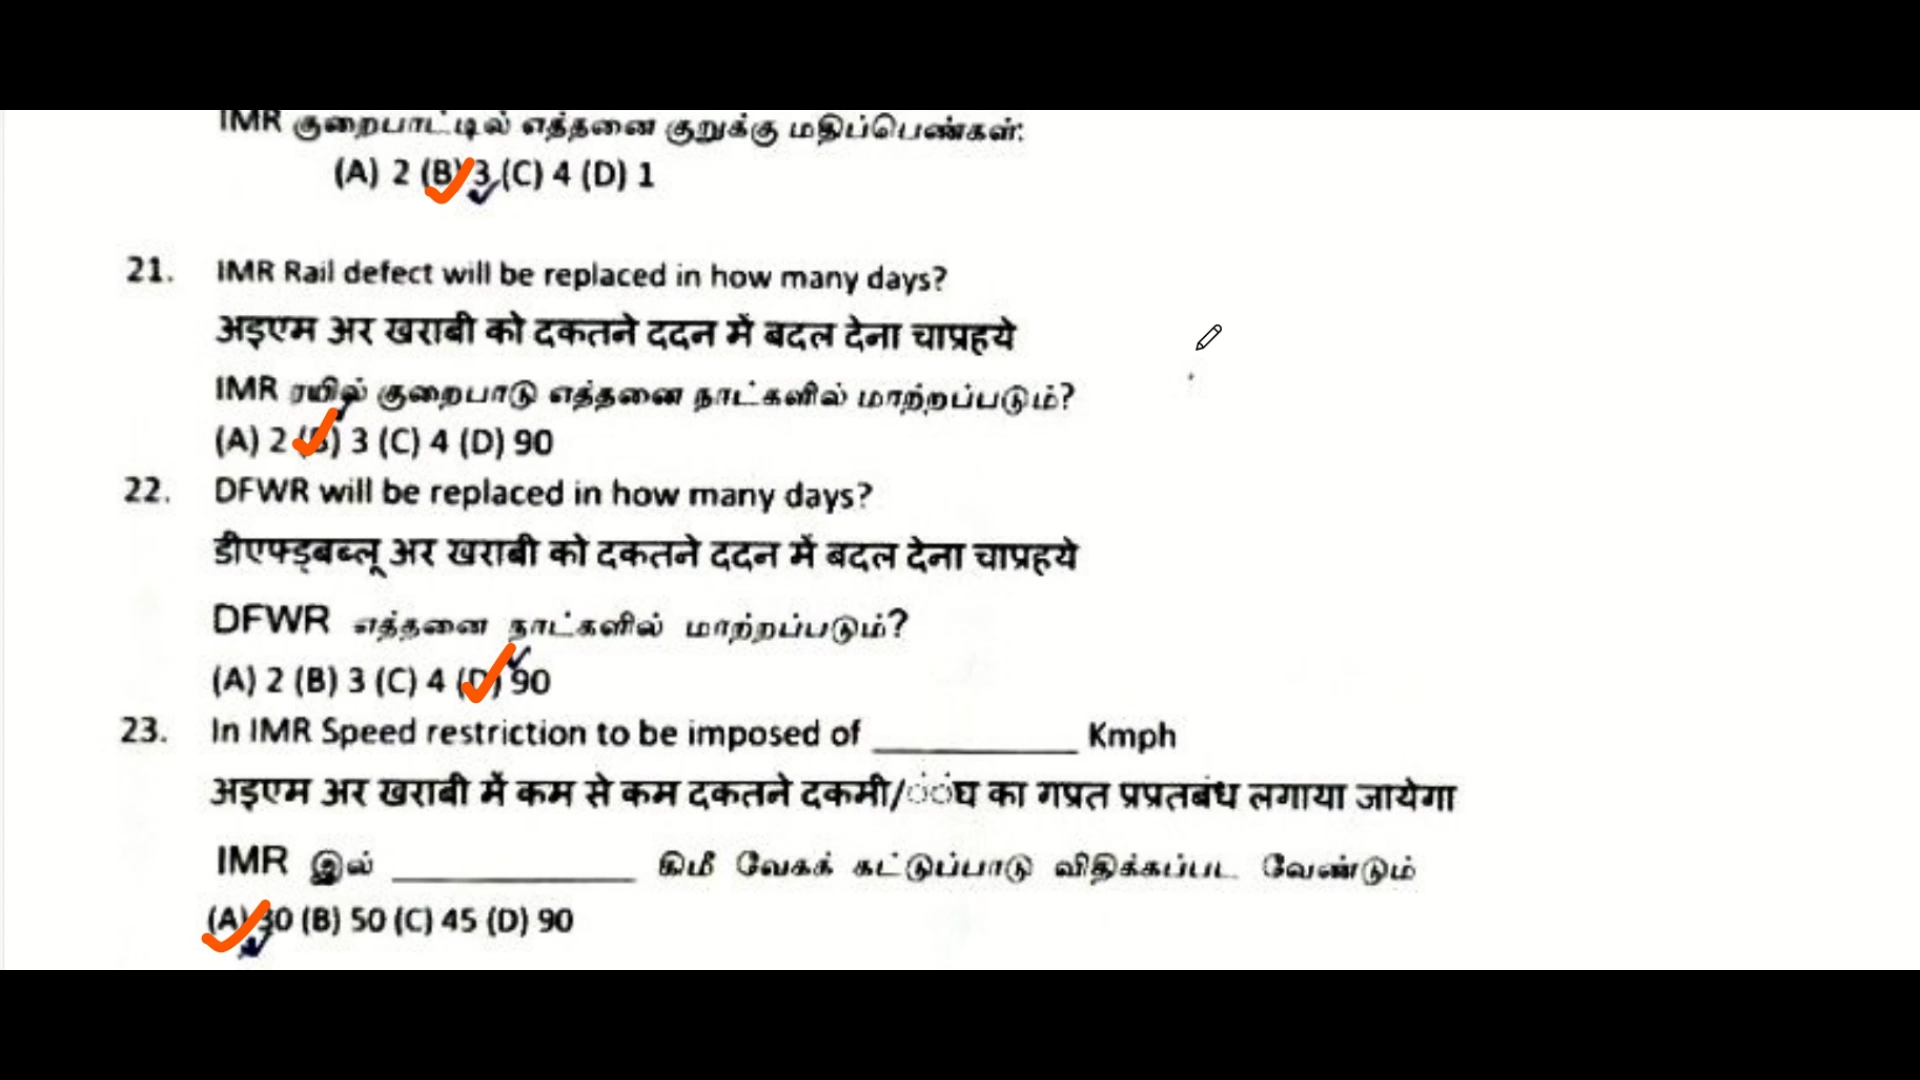 IMR குறைபாட்டில் எத்தனை குறுக்கு மதிப்பெண்கள்:
(A) 2 (B) 3 (C) 4 (D) 1
21. IMR Rail defect will be replaced in how many days?
अइएम अर खराबी को दकतने ददन में बदल देना चाप्रहये
IMR ரயில் குறைபாடு எத்தனை நாட்களில் மாற்றப்படும்?
(A) 2 (B) 3 (C) 4 (D) 90
22. DFWR will be replaced in how many days?
डीएफ्ड्बब्लू अर खराबी को दकतने ददन में बदल देना चाप्रहये
DFWR எத்தனை நாட்களில் மாற்றப்படும்?
(A) 2 (B) 3 (C) 4 (D) 90
23. In IMR Speed restriction to be imposed of __________ Kmph
अइएम अर खराबी में कम से कम दकतने दकमी/ंंघ का गप्रत प्रप्रतबंध लगाया जायेगा
IMR இல் ____________ கிமீ வேகக் கட்டுப்பாடு விதிக்கப்பட வேண்டும்
(A) 30 (B) 50 (C) 45 (D) 90